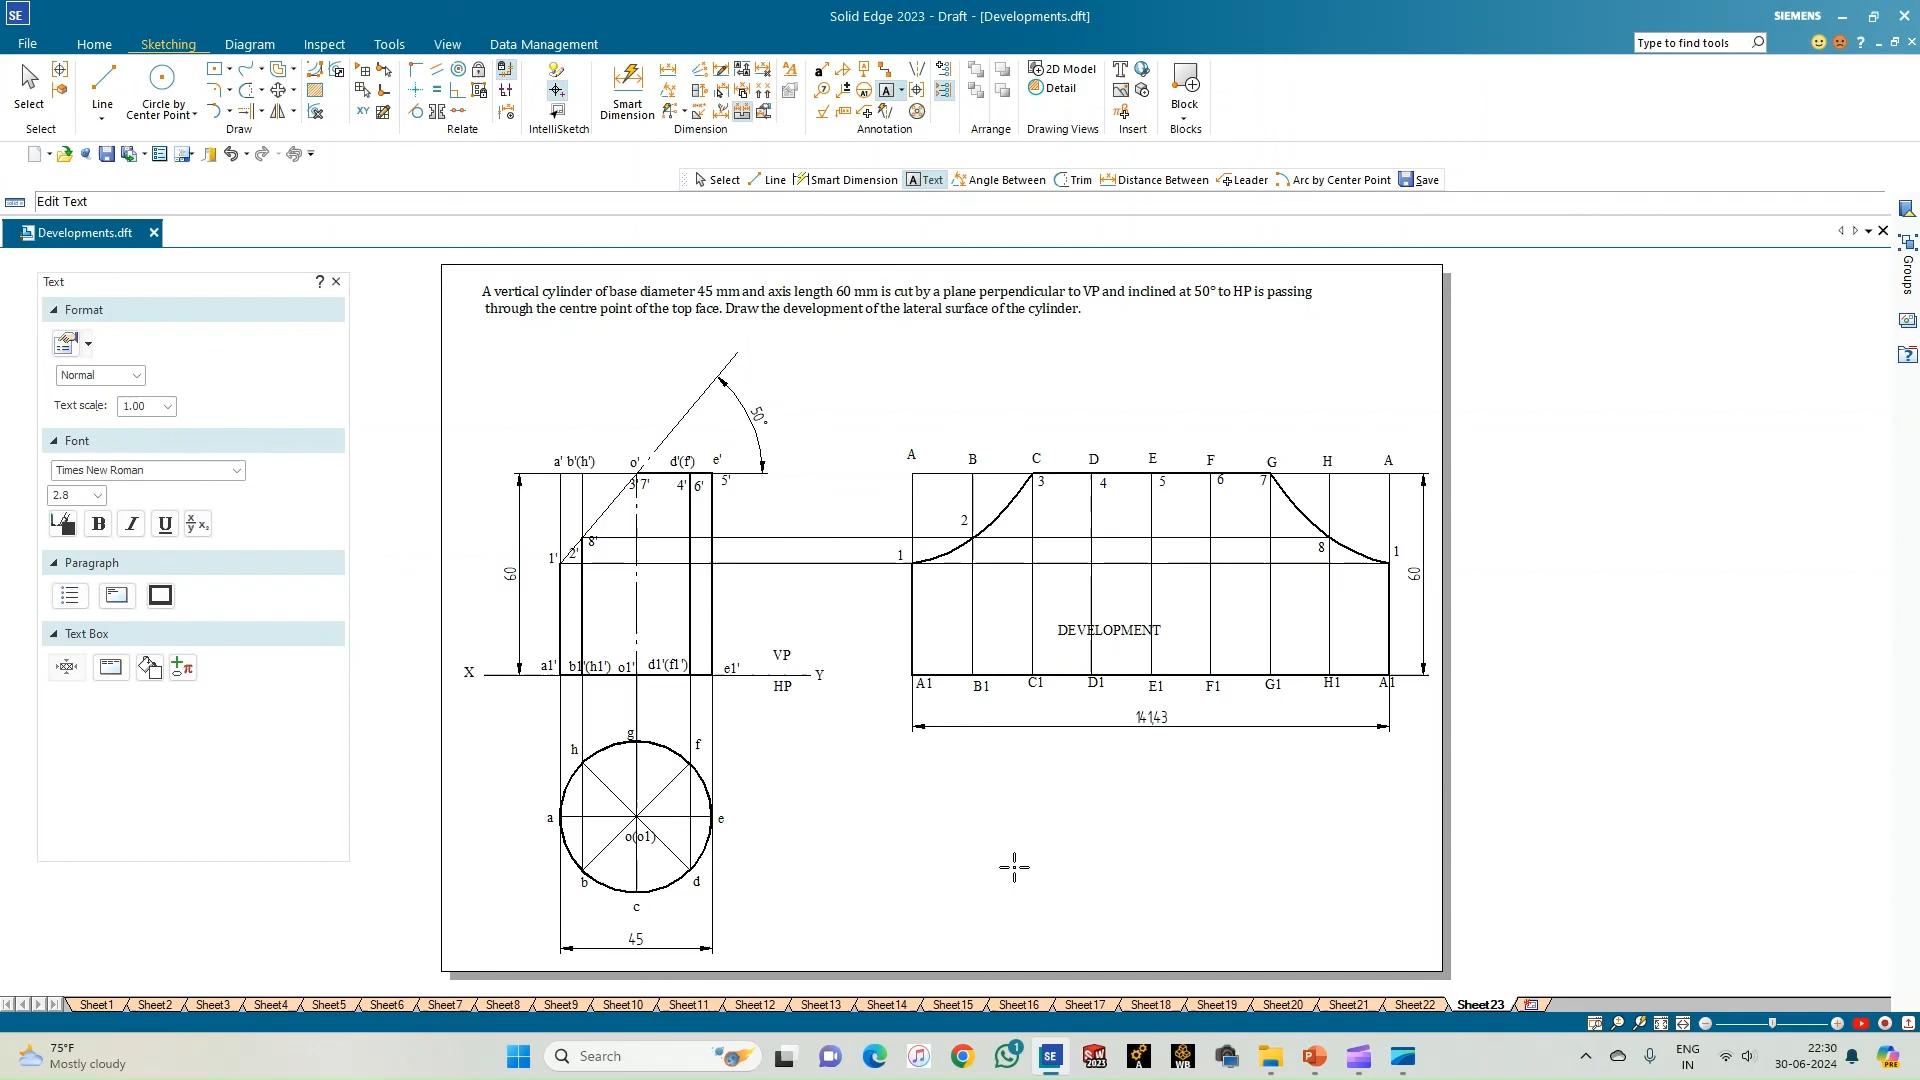 SE
Solid Edge 2023 - Draft - [Developments.dft]
SIEMENS
File
Home
Sketching
Diagram
Inspect
Tools
View
Data Management
Type to find tools
Select
Line
Circle by
Center Point
Smart
Dimension
2D Model
Detail
Block
Select
Draw
Relate
IntelliSketch
Dimension
Annotation
Arrange
Drawing Views
Insert
Blocks
Select
Line
Smart Dimension
Text
Angle Between
Trim
Distance Between
Leader
Arc by Center Point
Save
Edit Text
Developments.dft
Groups
Text
Format
Normal
Text scale: 1.00
Font
Times New Roman
2.8
B I U
Paragraph
Text Box
A vertical cylinder of base diameter 45 mm and axis length 60 mm is cut by a plane perpendicular to VP and inclined at 50° to HP is passing
through the centre point of the top face. Draw the development of the lateral surface of the cylinder.
50°
a' b'(h') o' d'(f') e'
3'7' 4' 6' 5'
1' 2' 8'
60
a1' b1'(h1') o1' d1'(f1') e1'
X
Y
VP
HP
h g f
a e
o(o1)
b d
c
45
A B C D E F G H A
3 4 5 6 7
2
1
8
1
60
DEVELOPMENT
A1 B1 C1 D1 E1 F1 G1 H1 A1
141,43
Sheet1 Sheet2 Sheet3 Sheet4 Sheet5 Sheet6 Sheet7 Sheet8 Sheet9 Sheet10 Sheet11 Sheet12 Sheet13 Sheet14 Sheet15 Sheet16 Sheet17 Sheet18 Sheet19 Sheet20 Sheet21 Sheet22 Sheet23
75°F
Mostly cloudy
Search
1
SE
SW
2023
A
WB
ENG
IN
22:30
30-06-2024
PRE